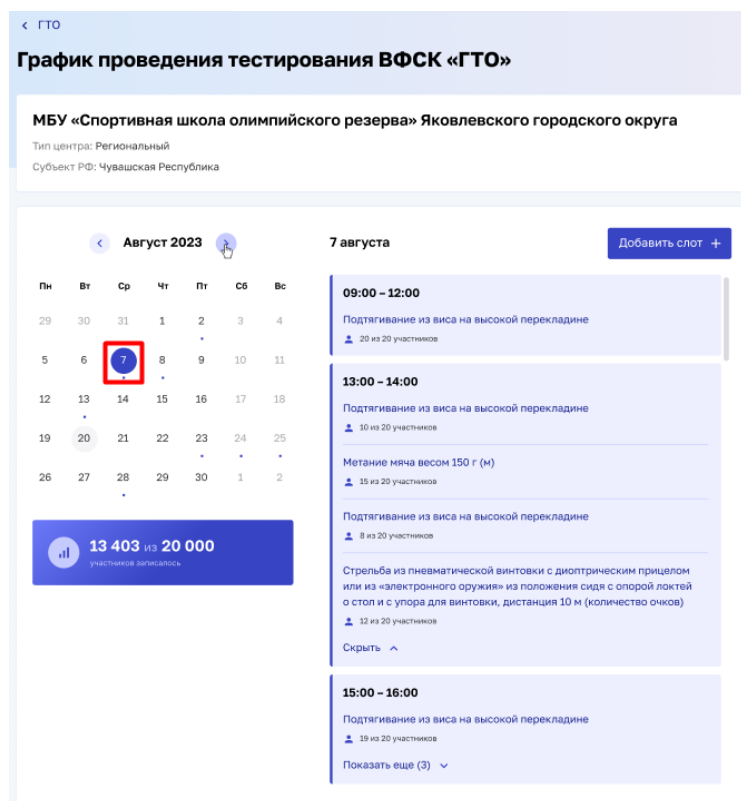 ГТО
График проведения тестирования ВФСК «ГТО»
МБУ «Спортивная школа олимпийского резерва» Яковлевского городского округа
Тип центра: Региональный
Субъект РФ: Чувашская Республика
Август 2023
Пн Вт Ср Чт Пт Сб Вс
29 30 31 1 2 3 4
5 6 7 8 9 10 11
12 13 14 15 16 17 18
19 20 21 22 23 24 25
26 27 28 29 30 1 2
13 403 из 20 000
участников записалось
7 августа
Добавить слот +
09:00 – 12:00
Подтягивание из виса на высокой перекладине
20 из 20 участников
13:00 – 14:00
Подтягивание из виса на высокой перекладине
10 из 20 участников
Метание мяча весом 150 г (м)
15 из 20 участников
Подтягивание из виса на высокой перекладине
8 из 20 участников
Стрельба из пневматической винтовки с диоптрическим прицелом
или из «электронного оружия» из положения сидя с опорой локтей
о стол и с упора для винтовки, дистанция 10 м (количество очков)
12 из 20 участников
Скрыть
15:00 – 16:00
Подтягивание из виса на высокой перекладине
19 из 20 участников
Показать еще (3)